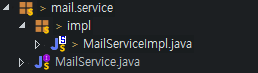 > mail.service
> impl
> MailServiceImpl.java
MailService.java